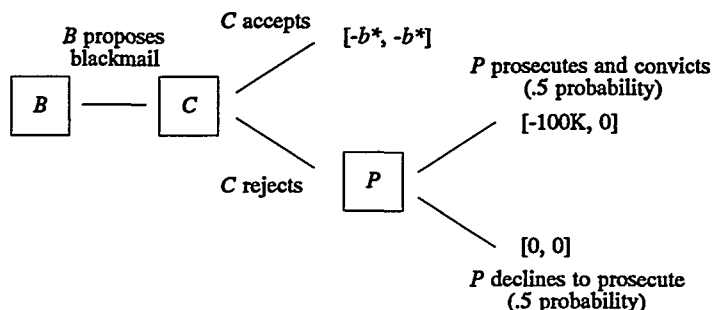 B proposes
blackmail
B
C
C accepts
[-b*, -b*]
C rejects
P
P prosecutes and convicts
(.5 probability)
[-100K, 0]
[0, 0]
P declines to prosecute
(.5 probability)